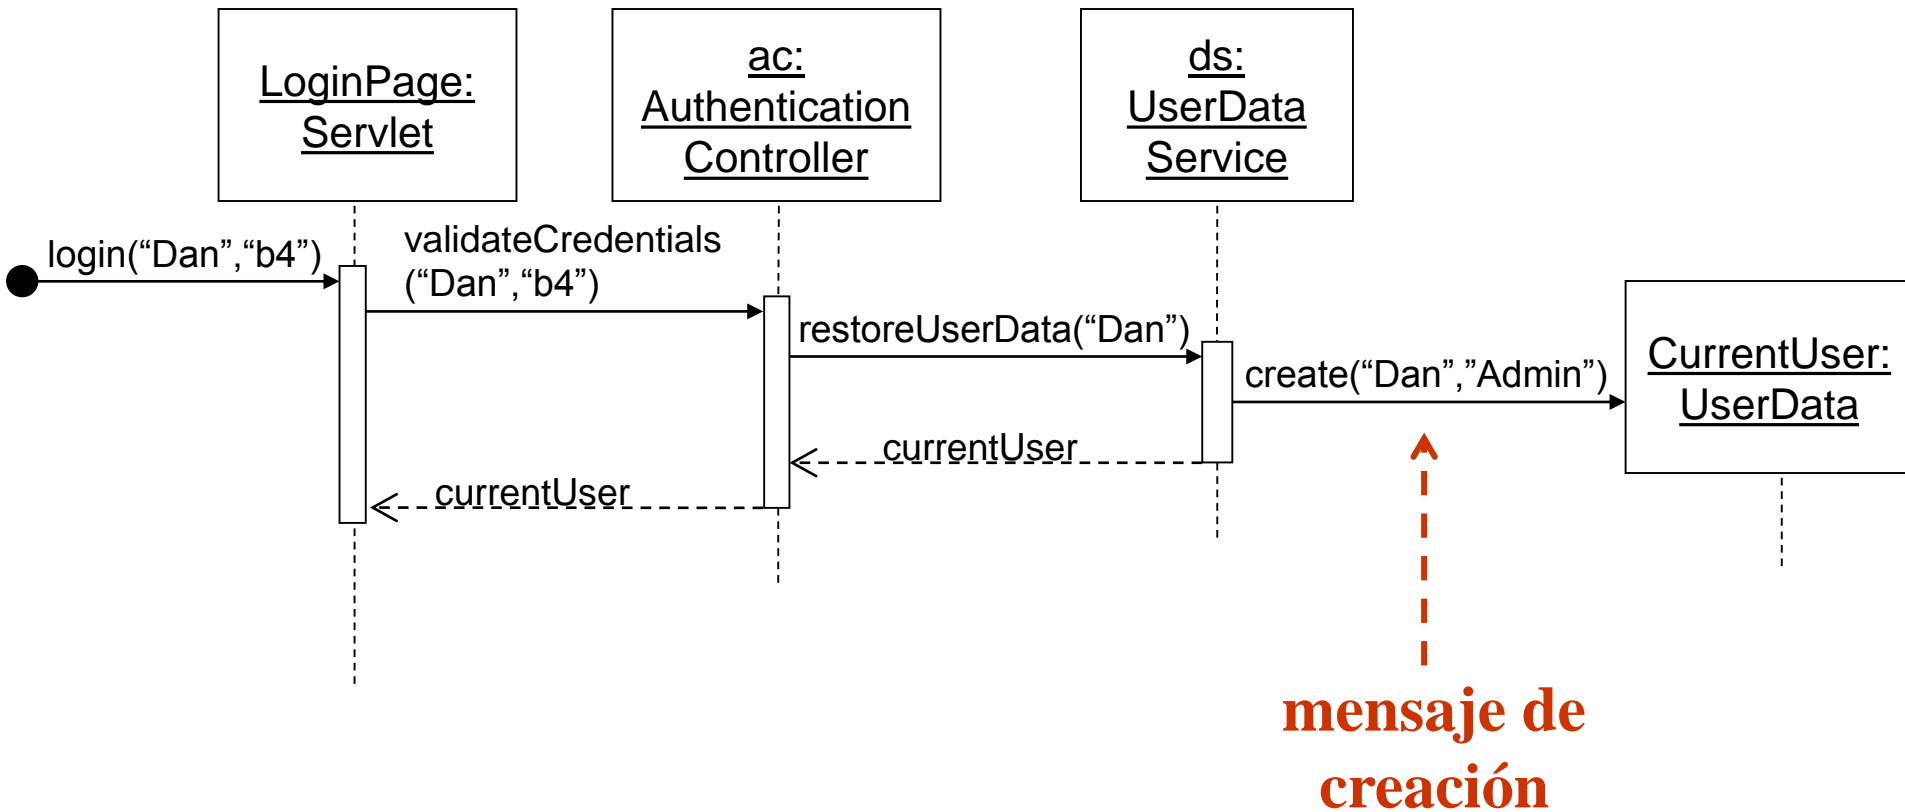 LoginPage:
Servlet
ac:
Authentication
Controller
ds:
UserData
Service
login(“Dan”,“b4”)
validateCredentials
(“Dan”,“b4”)
restoreUserData(“Dan”)
create(“Dan”,”Admin”)
CurrentUser:
UserData
currentUser
currentUser
mensaje de
creación